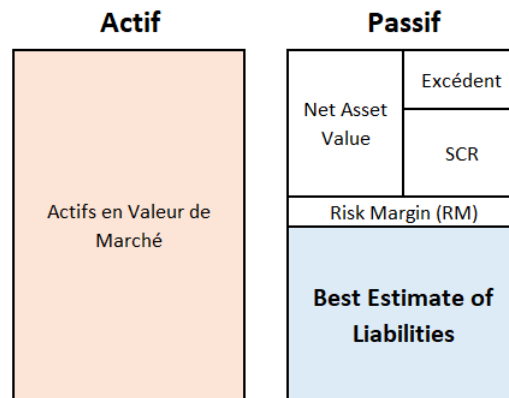 Actif
Passif
Actifs en Valeur de
Marché
Net Asset
Value
Excédent
SCR
Risk Margin (RM)
Best Estimate of
Liabilities